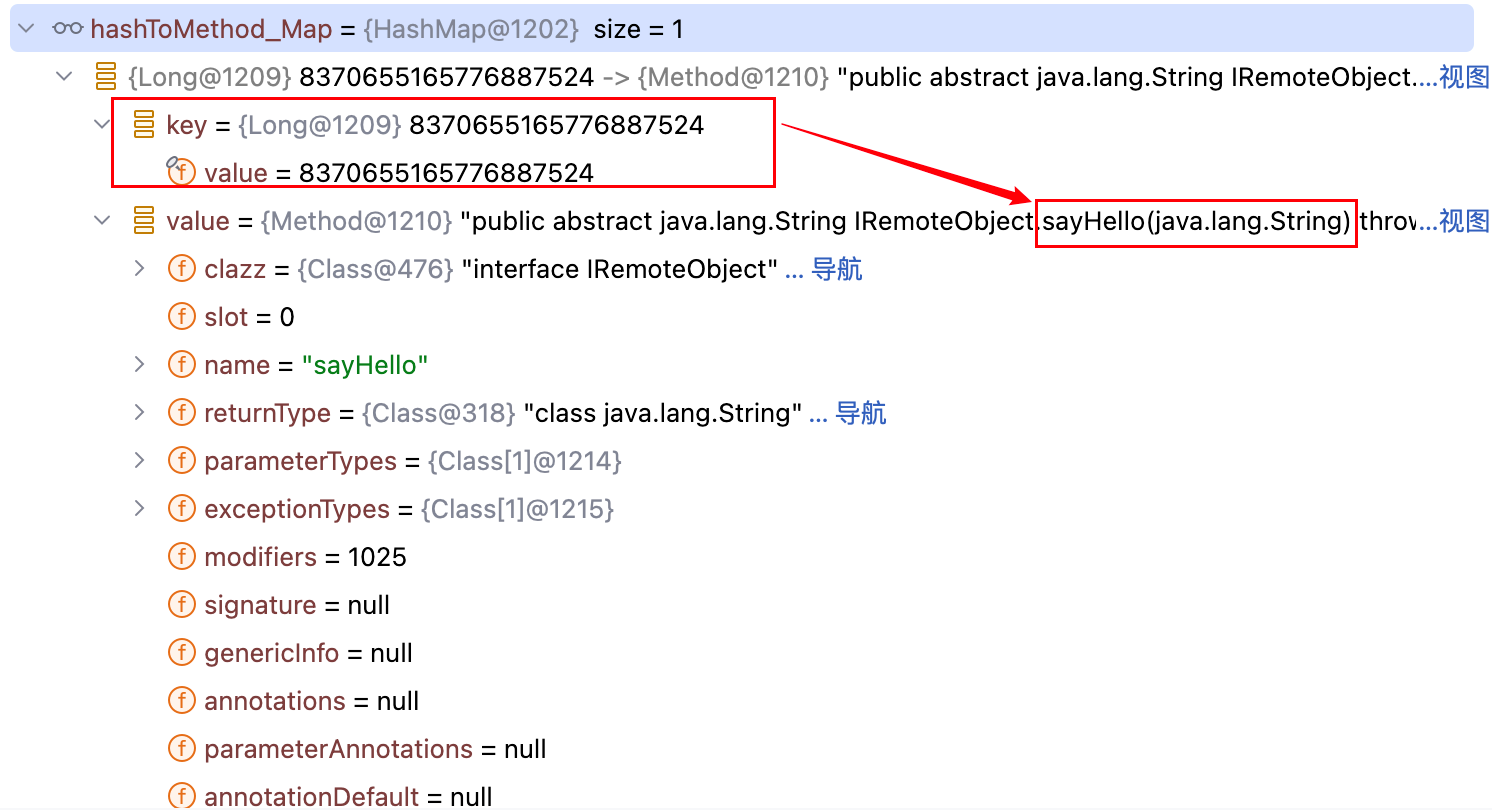 hashToMethod_Map = {HashMap@1202} size = 1
{Long@1209} 8370655165776887524 -> {Method@1210} "public abstract java.lang.String IRemoteObject....视图
key = {Long@1209} 8370655165776887524
value = 8370655165776887524
value = {Method@1210} "public abstract java.lang.String IRemoteObject.sayHello(java.lang.String) throw...视图
clazz = {Class@476} "interface IRemoteObject" ... 导航
slot = 0
name = "sayHello"
returnType = {Class@318} "class java.lang.String" ... 导航
parameterTypes = {Class[1]@1214}
exceptionTypes = {Class[1]@1215}
modifiers = 1025
signature = null
genericInfo = null
annotations = null
parameterAnnotations = null
annotationDefault = null